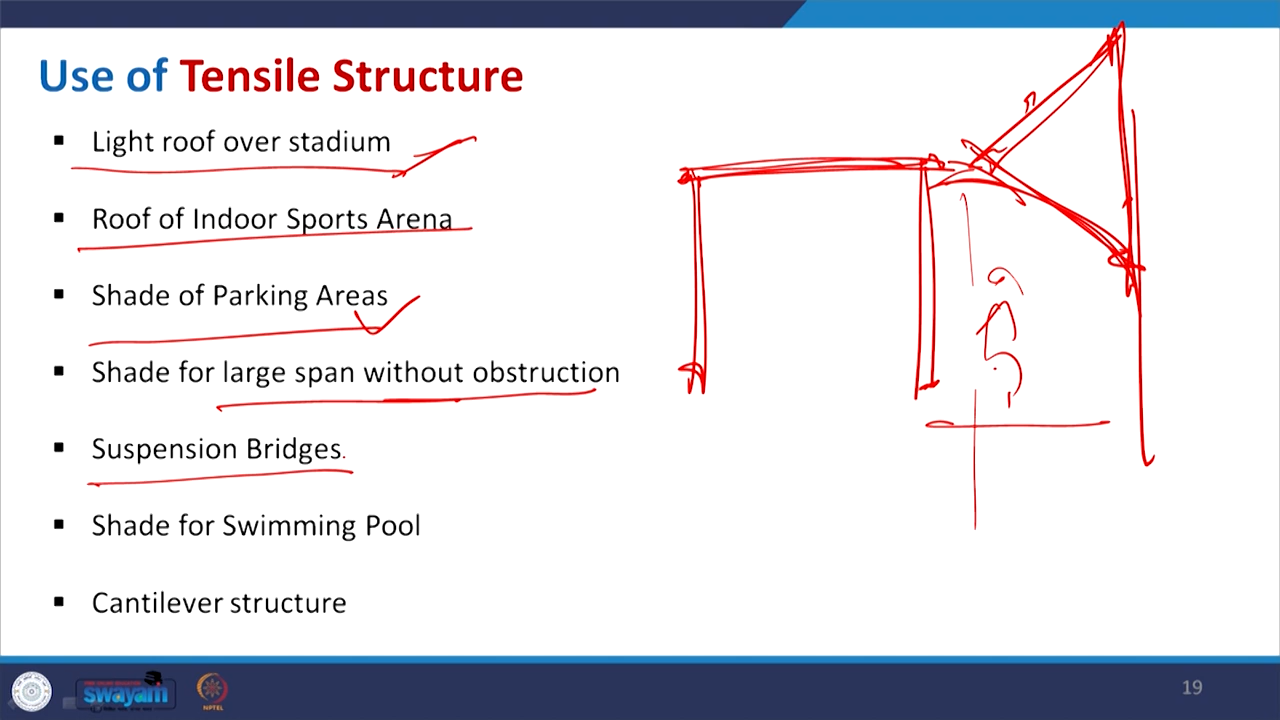 Use of Tensile Structure
▪ Light roof over stadium
▪ Roof of Indoor Sports Arena
▪ Shade of Parking Areas
▪ Shade for large span without obstruction
▪ Suspension Bridges.
▪ Shade for Swimming Pool
▪ Cantilever structure
swayam
NPTEL
19